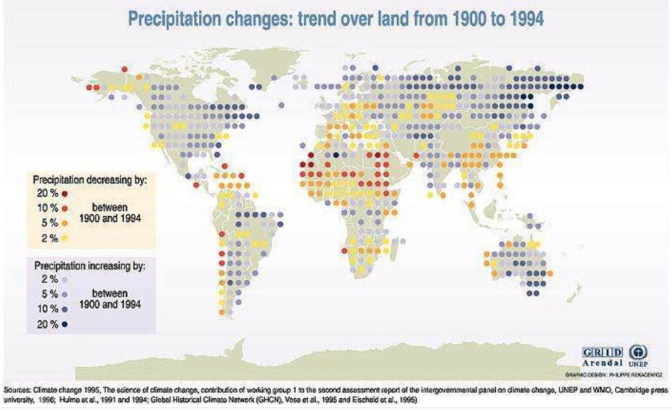 Precipitation changes: trend over land from 1900 to 1994
Precipitation decreasing by:
20 %
10 % between
5 % 1900 and 1994
2 %
Precipitation increasing by:
2 %
5 % between
10 % 1900 and 1994
20 %
GRID
Arendal UNEP
GRAPHIC DESIGN: PHILIPPE REKACEWICZ
Sources: Climate change 1995, The science of climate change, contribution of working group 1 to the second assessment report of the intergovernmental panel on climate change, UNEP and WMO, Cambridge press
university, 1996; Hulme et al., 1991 and 1994; Global Historical Climate Network (GHCN), Vose et al., 1995 and Eischeid et al., 1995)